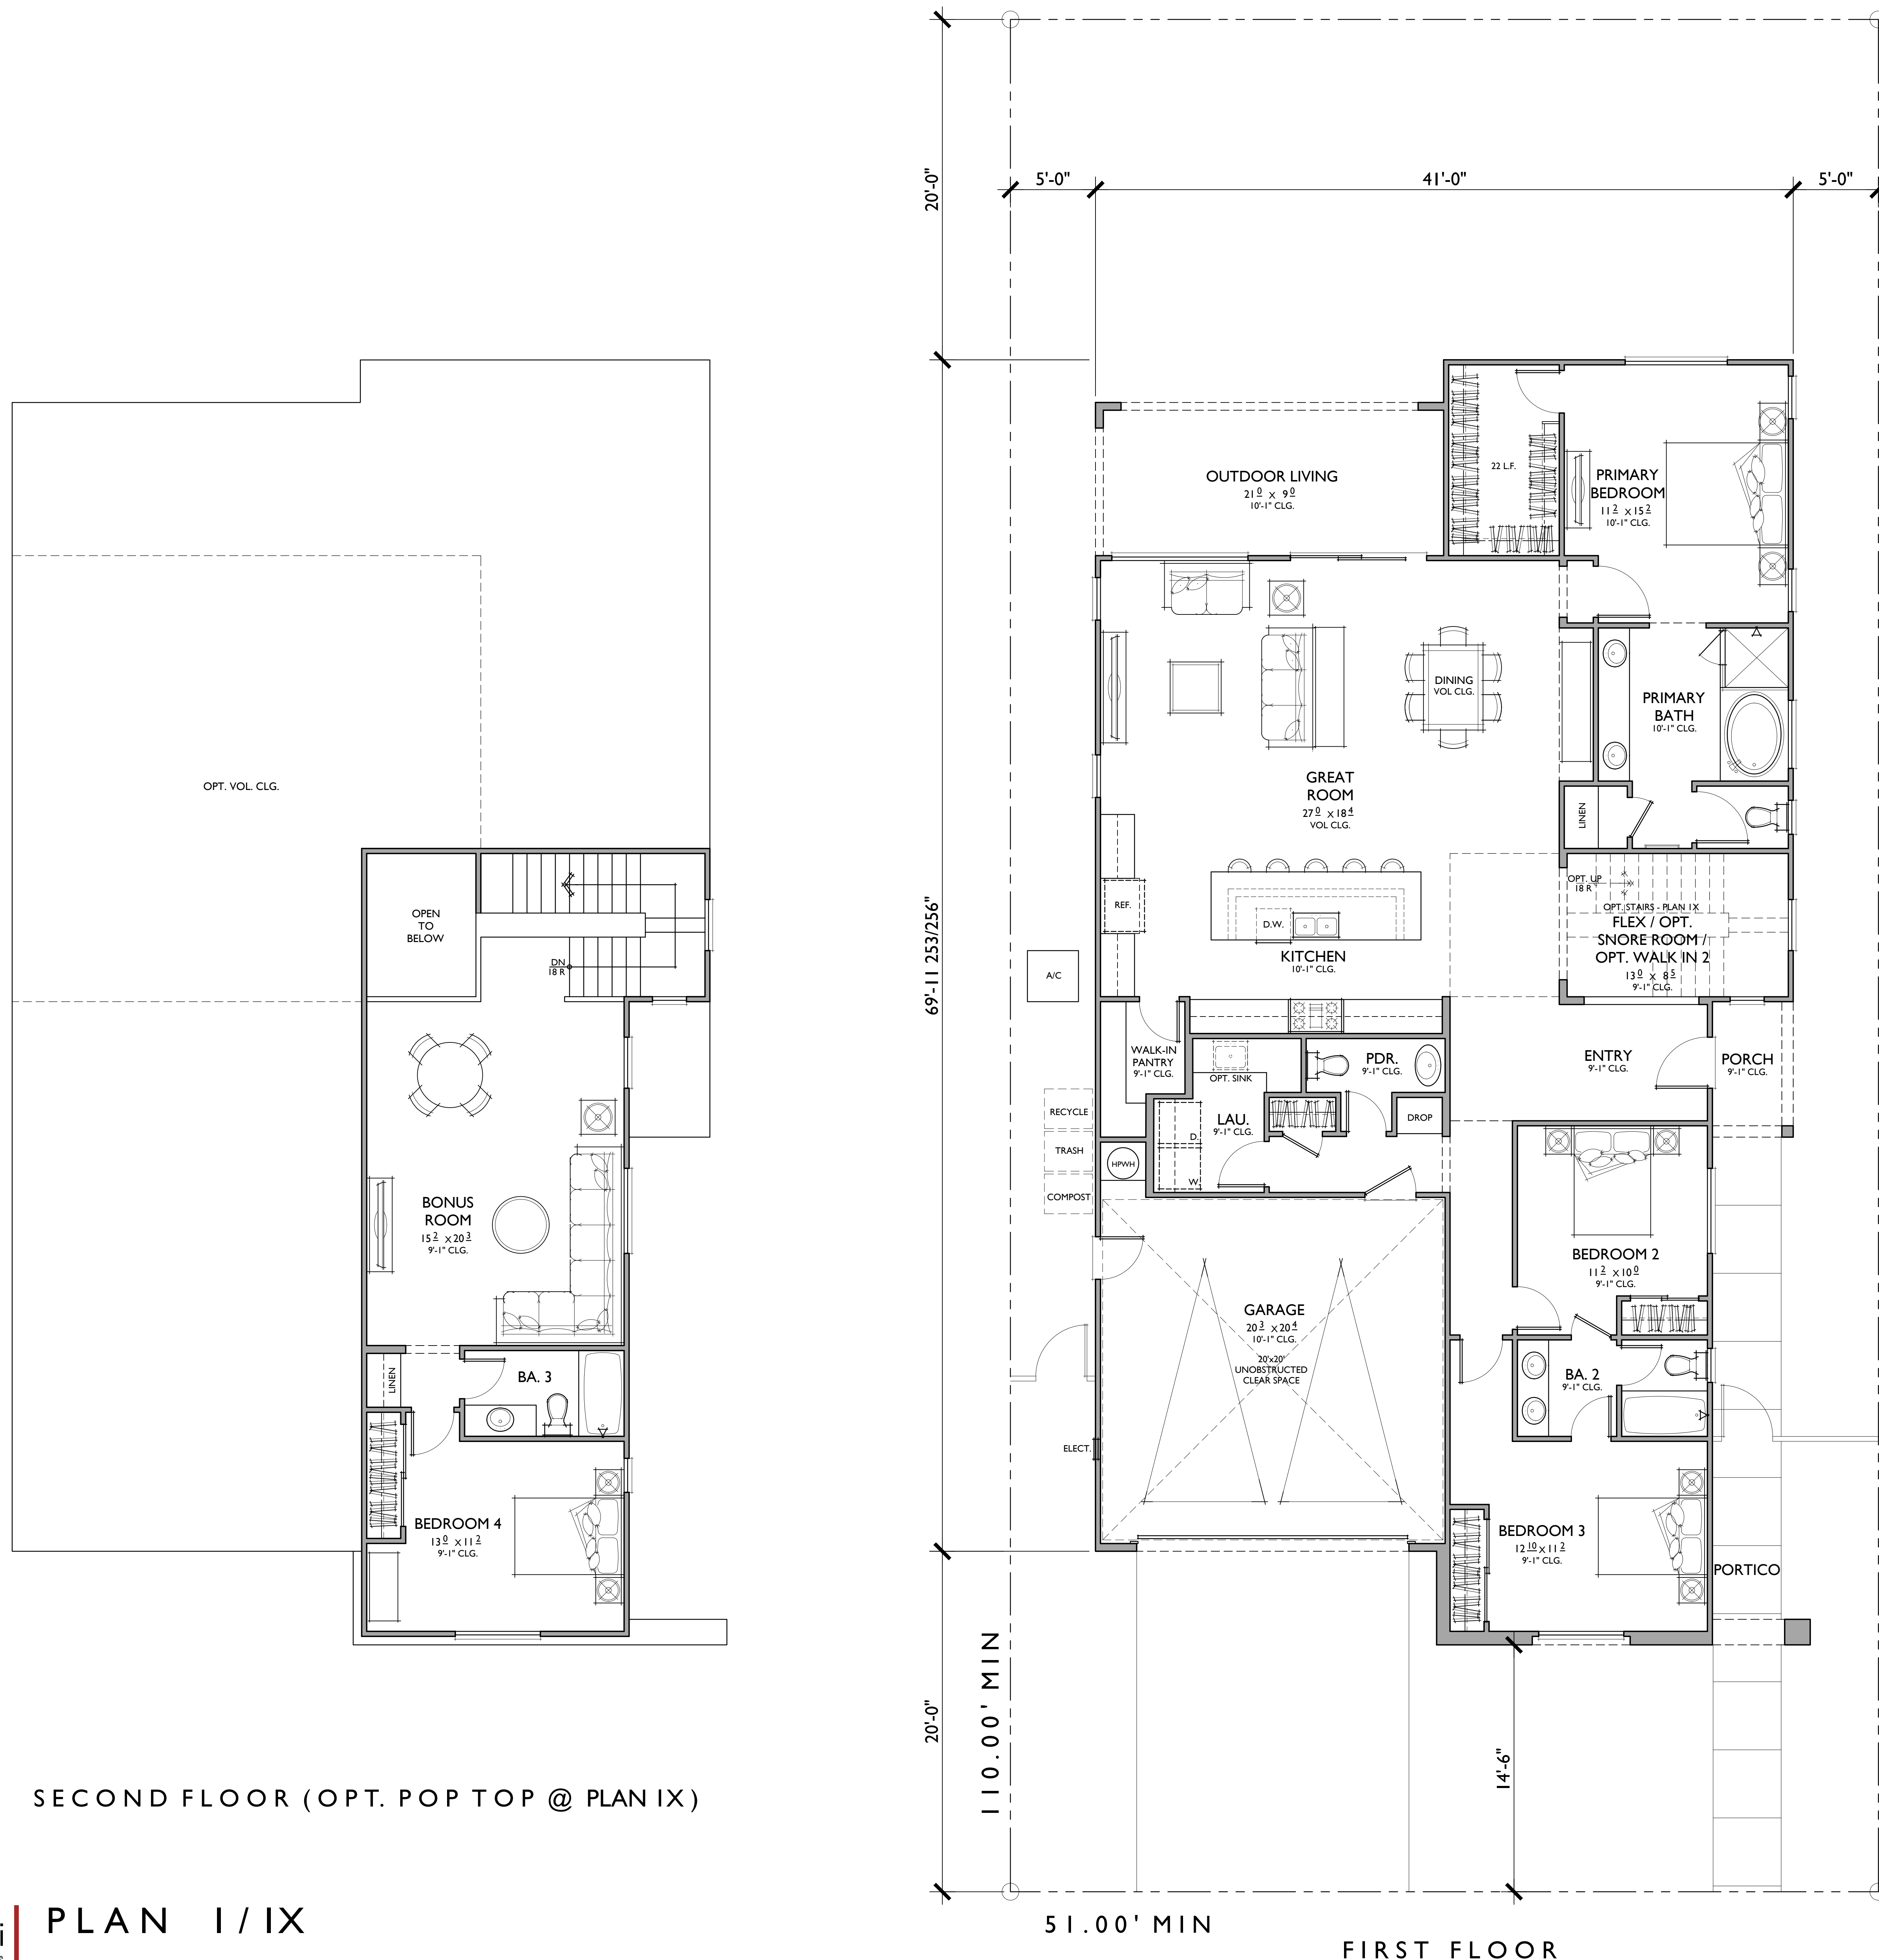 OPT. VOL. CLG.
OPEN
TO
BELOW
DN
18 R
BONUS
ROOM
15 2 x 20 3
9'-1" CLG.
LINEN
BA. 3
BEDROOM 4
13 0 x 11 2
9'-1" CLG.
SECOND FLOOR (OPT. POP TOP @ PLAN 1X)
PLAN 1 / 1X
20'-0"
5'-0"
41'-0"
5'-0"
69'-11 253/256"
20'-0"
110.00' MIN
14'-6"
51.00' MIN
FIRST FLOOR
OUTDOOR LIVING
21 0 x 9 0
10'-1" CLG.
22 L.F.
PRIMARY
BEDROOM
11 2 x 15 2
10'-1" CLG.
DINING
VOL CLG.
PRIMARY
BATH
10'-1" CLG.
GREAT
ROOM
27 0 x 18 4
VOL CLG.
LINEN
REF.
D.W.
KITCHEN
10'-1" CLG.
OPT. UP
18 R
OPT. STAIRS - PLAN 1X
FLEX / OPT.
SNORE ROOM /
OPT. WALK IN 2
13 0 x 8 5
9'-1" CLG.
A/C
WALK-IN
PANTRY
9'-1" CLG.
OPT. SINK
PDR.
9'-1" CLG.
ENTRY
9'-1" CLG.
PORCH
9'-1" CLG.
RECYCLE
TRASH
COMPOST
LAU.
9'-1" CLG.
D.
W.
DROP
HPWH
BEDROOM 2
11 2 x 10 0
9'-1" CLG.
GARAGE
20 3 x 20 4
10'-1" CLG.
20'x20'
UNOBSTRUCTED
CLEAR SPACE
BA. 2
9'-1" CLG.
ELECT.
BEDROOM 3
12 10 x 11 2
9'-1" CLG.
PORTICO